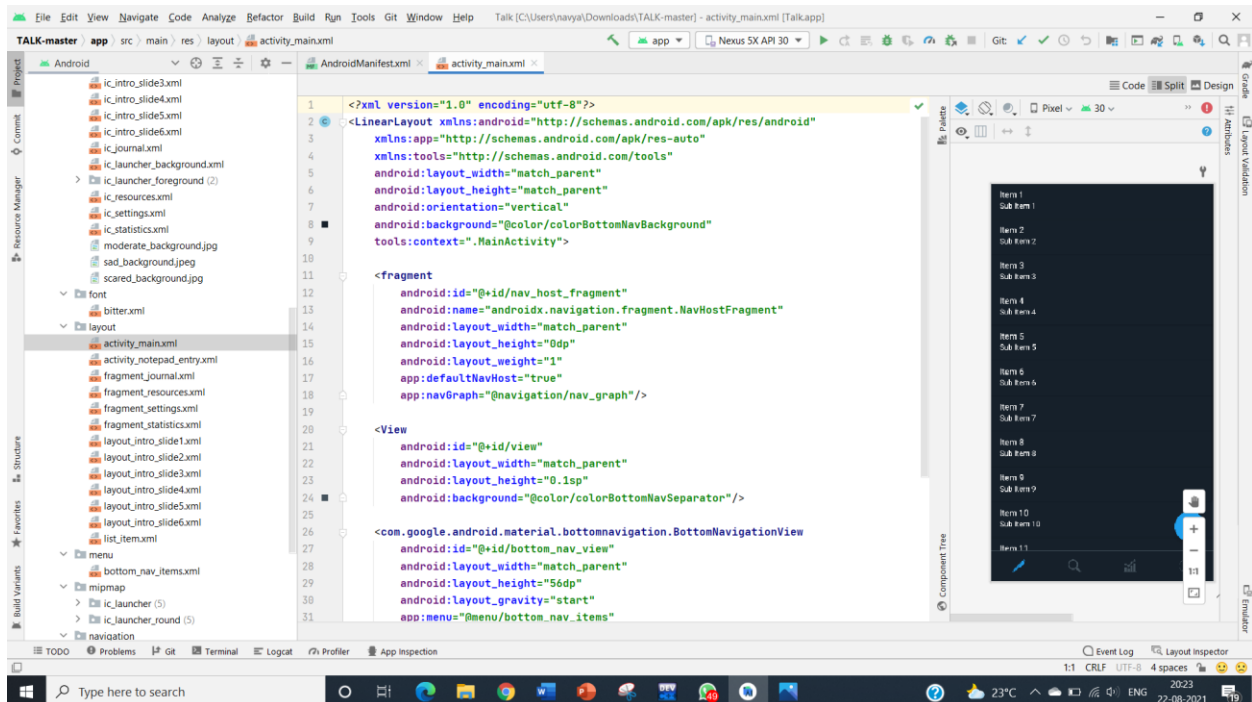 File Edit View Navigate Code Analyze Refactor Build Run Tools Git Window Help Talk [C:\Users\navya\Downloads\TALK-master] - activity_main.xml [Talk.app]
TALK-master app src main res layout activity_main.xml app Nexus 5X API 30 Git:
Android
AndroidManifest.xml activity_main.xml
Code Split Design
Project
Commit
Resource Manager
Structure
Favorites
Build Variants
ic_intro_slide3.xml
ic_intro_slide4.xml
ic_intro_slide5.xml
ic_intro_slide6.xml
ic_journal.xml
ic_launcher_background.xml
ic_launcher_foreground (2)
ic_resources.xml
ic_settings.xml
ic_statistics.xml
moderate_background.jpg
sad_background.jpeg
scared_background.jpg
font
bitter.xml
layout
activity_main.xml
activity_notepad_entry.xml
fragment_journal.xml
fragment_resources.xml
fragment_settings.xml
fragment_statistics.xml
layout_intro_slide1.xml
layout_intro_slide2.xml
layout_intro_slide3.xml
layout_intro_slide4.xml
layout_intro_slide5.xml
layout_intro_slide6.xml
list_item.xml
menu
bottom_nav_items.xml
mipmap
ic_launcher (5)
ic_launcher_round (5)
navigation
1 <?xml version="1.0" encoding="utf-8"?>
2 <LinearLayout xmlns:android="http://schemas.android.com/apk/res/android"
3 xmlns:app="http://schemas.android.com/apk/res-auto"
4 xmlns:tools="http://schemas.android.com/tools"
5 android:layout_width="match_parent"
6 android:layout_height="match_parent"
7 android:orientation="vertical"
8 android:background="@color/colorBottomNavBackground"
9 tools:context=".MainActivity">
10
11 <fragment
12 android:id="@+id/nav_host_fragment"
13 android:name="androidx.navigation.fragment.NavHostFragment"
14 android:layout_width="match_parent"
15 android:layout_height="0dp"
16 android:layout_weight="1"
17 app:defaultNavHost="true"
18 app:navGraph="@navigation/nav_graph"/>
19
20 <View
21 android:id="@+id/view"
22 android:layout_width="match_parent"
23 android:layout_height="0.1sp"
24 android:background="@color/colorBottomNavSeparator"/>
25
26 <com.google.android.material.bottomnavigation.BottomNavigationView
27 android:id="@+id/bottom_nav_view"
28 android:layout_width="match_parent"
29 android:layout_height="56dp"
30 android:layout_gravity="start"
31 app:menu="@menu/bottom_nav_items"
Palette
Component Tree
Pixel 30
Item 1
Sub Item 1
Item 2
Sub Item 2
Item 3
Sub Item 3
Item 4
Sub Item 4
Item 5
Sub Item 5
Item 6
Sub Item 6
Item 7
Sub Item 7
Item 8
Sub Item 8
Item 9
Sub Item 9
Item 10
Sub Item 10
Item 11
1:1
Gradle
Attributes
Layout Validation
Emulator
TODO Problems Git Terminal Logcat Profiler App Inspection Event Log Layout Inspector
1:1 CRLF UTF-8 4 spaces
Type here to search DEV 49 23°C ENG 20:23
22-08-2021 19